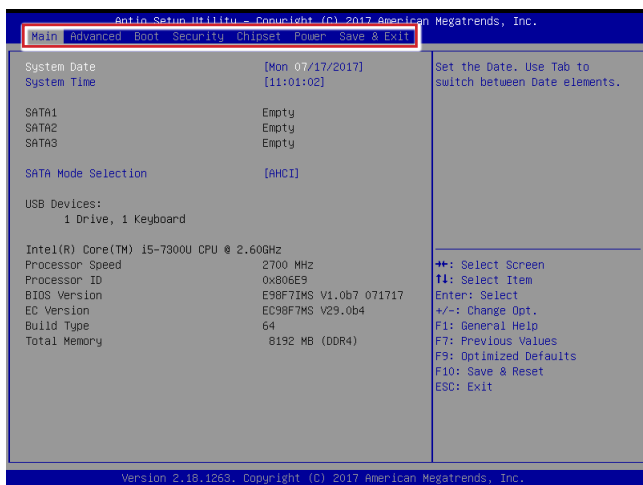 Aptio Setup Utility – Copyright (C) 2017 American Megatrends, Inc.
Main Advanced Boot Security Chipset Power Save & Exit
System Date [Mon 07/17/2017] Set the Date. Use Tab to
System Time [11:01:02] switch between Date elements.
SATA1 Empty
SATA2 Empty
SATA3 Empty
SATA Mode Selection [AHCI]
USB Devices:
1 Drive, 1 Keyboard
Intel(R) Core(TM) i5-7300U CPU @ 2.60GHz
Processor Speed 2700 MHz →←: Select Screen
Processor ID 0x806E9 ↑↓: Select Item
BIOS Version E98F7IMS V1.0b7 071717 Enter: Select
EC Version EC98F7MS V29.0b4 +/-: Change Opt.
Build Type 64 F1: General Help
Total Memory 8192 MB (DDR4) F7: Previous Values
F9: Optimized Defaults
F10: Save & Reset
ESC: Exit
Version 2.18.1263. Copyright (C) 2017 American Megatrends, Inc.